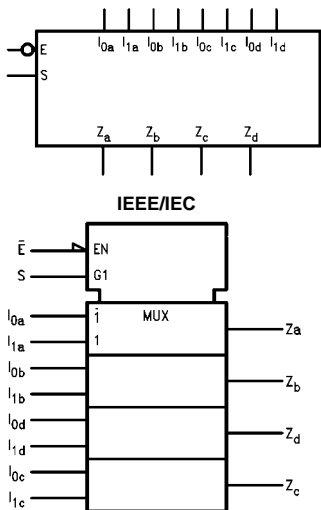 I0a I1a I0b I1b I0c I1c I0d I1d
E
S
Za Zb Zc Zd
IEEE/IEC
Ē EN
S G1
I0a 1̅ MUX Za
I1a 1
I0b Zb
I1b
I0d Zd
I1d
I0c Zc
I1c